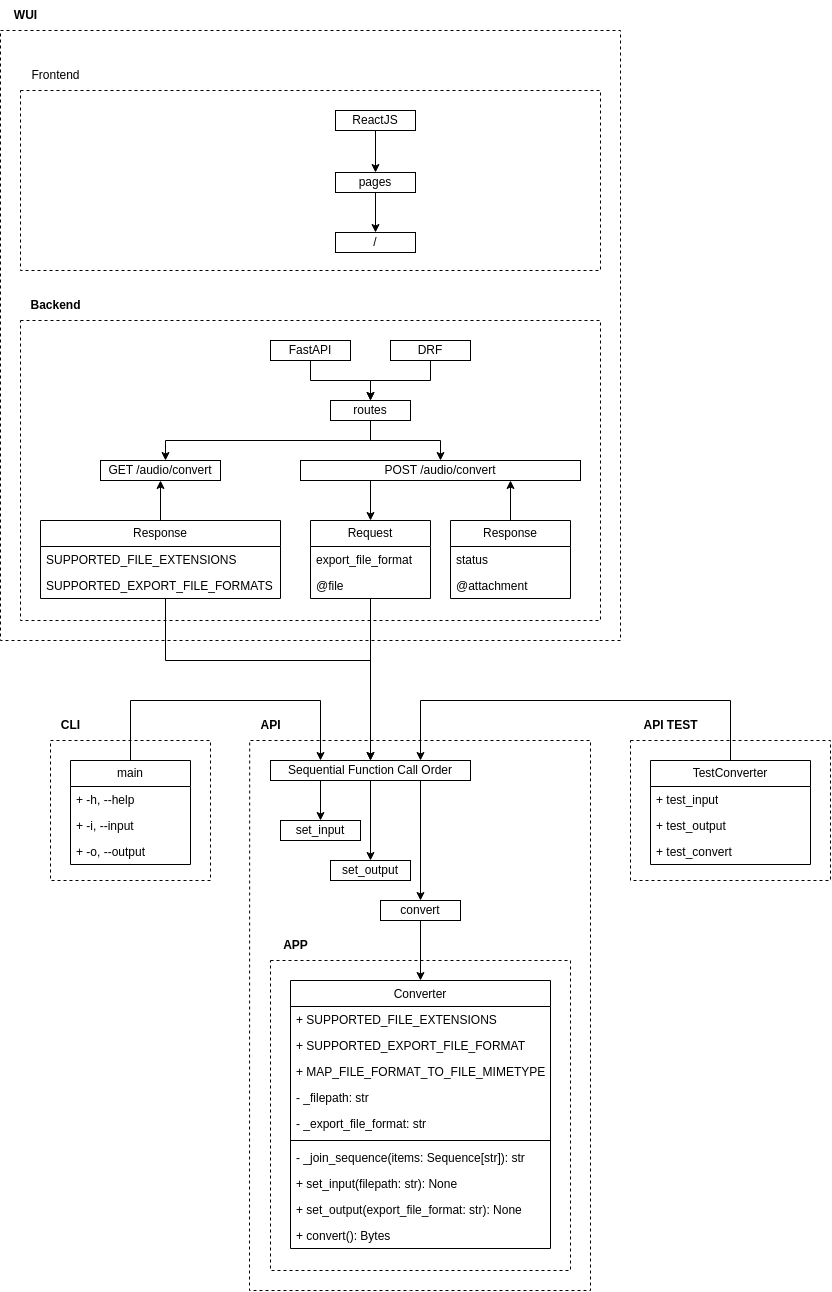 WUI
Frontend
ReactJS
pages
/
Backend
FastAPI
DRF
routes
GET /audio/convert
POST /audio/convert
Response
SUPPORTED_FILE_EXTENSIONS
SUPPORTED_EXPORT_FILE_FORMATS
Request
export_file_format
@file
Response
status
@attachment
CLI
main
+ -h, --help
+ -i, --input
+ -o, --output
API
Sequential Function Call Order
set_input
set_output
convert
API TEST
TestConverter
+ test_input
+ test_output
+ test_convert
APP
Converter
+ SUPPORTED_FILE_EXTENSIONS
+ SUPPORTED_EXPORT_FILE_FORMAT
+ MAP_FILE_FORMAT_TO_FILE_MIMETYPE
- _filepath: str
- _export_file_format: str
- _join_sequence(items: Sequence[str]): str
+ set_input(filepath: str): None
+ set_output(export_file_format: str): None
+ convert(): Bytes